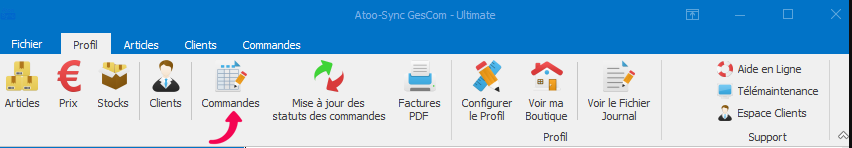 Atoo-Sync GesCom - Ultimate
Fichier Profil Articles Clients Commandes
Articles Prix Stocks Clients Commandes Mise à jour des statuts des commandes Factures PDF Configurer le Profil Voir ma Boutique Voir le Fichier Journal
Aide en Ligne
Télémaintenance
Espace Clients
Profil Support